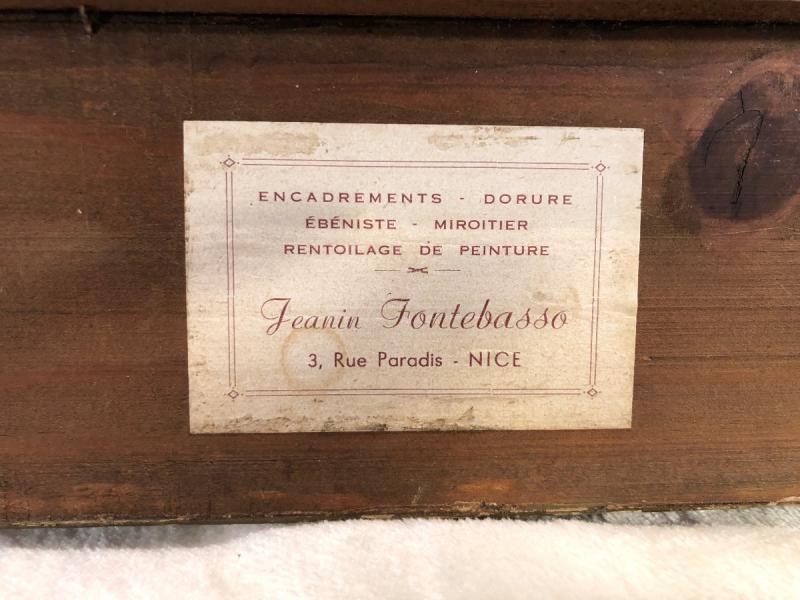 ENCADREMENTS - DORURE
ÉBÉNISTE - MIROITIER
RENTOILAGE DE PEINTURE
Jeanin Fontebasso
3, Rue Paradis - NICE